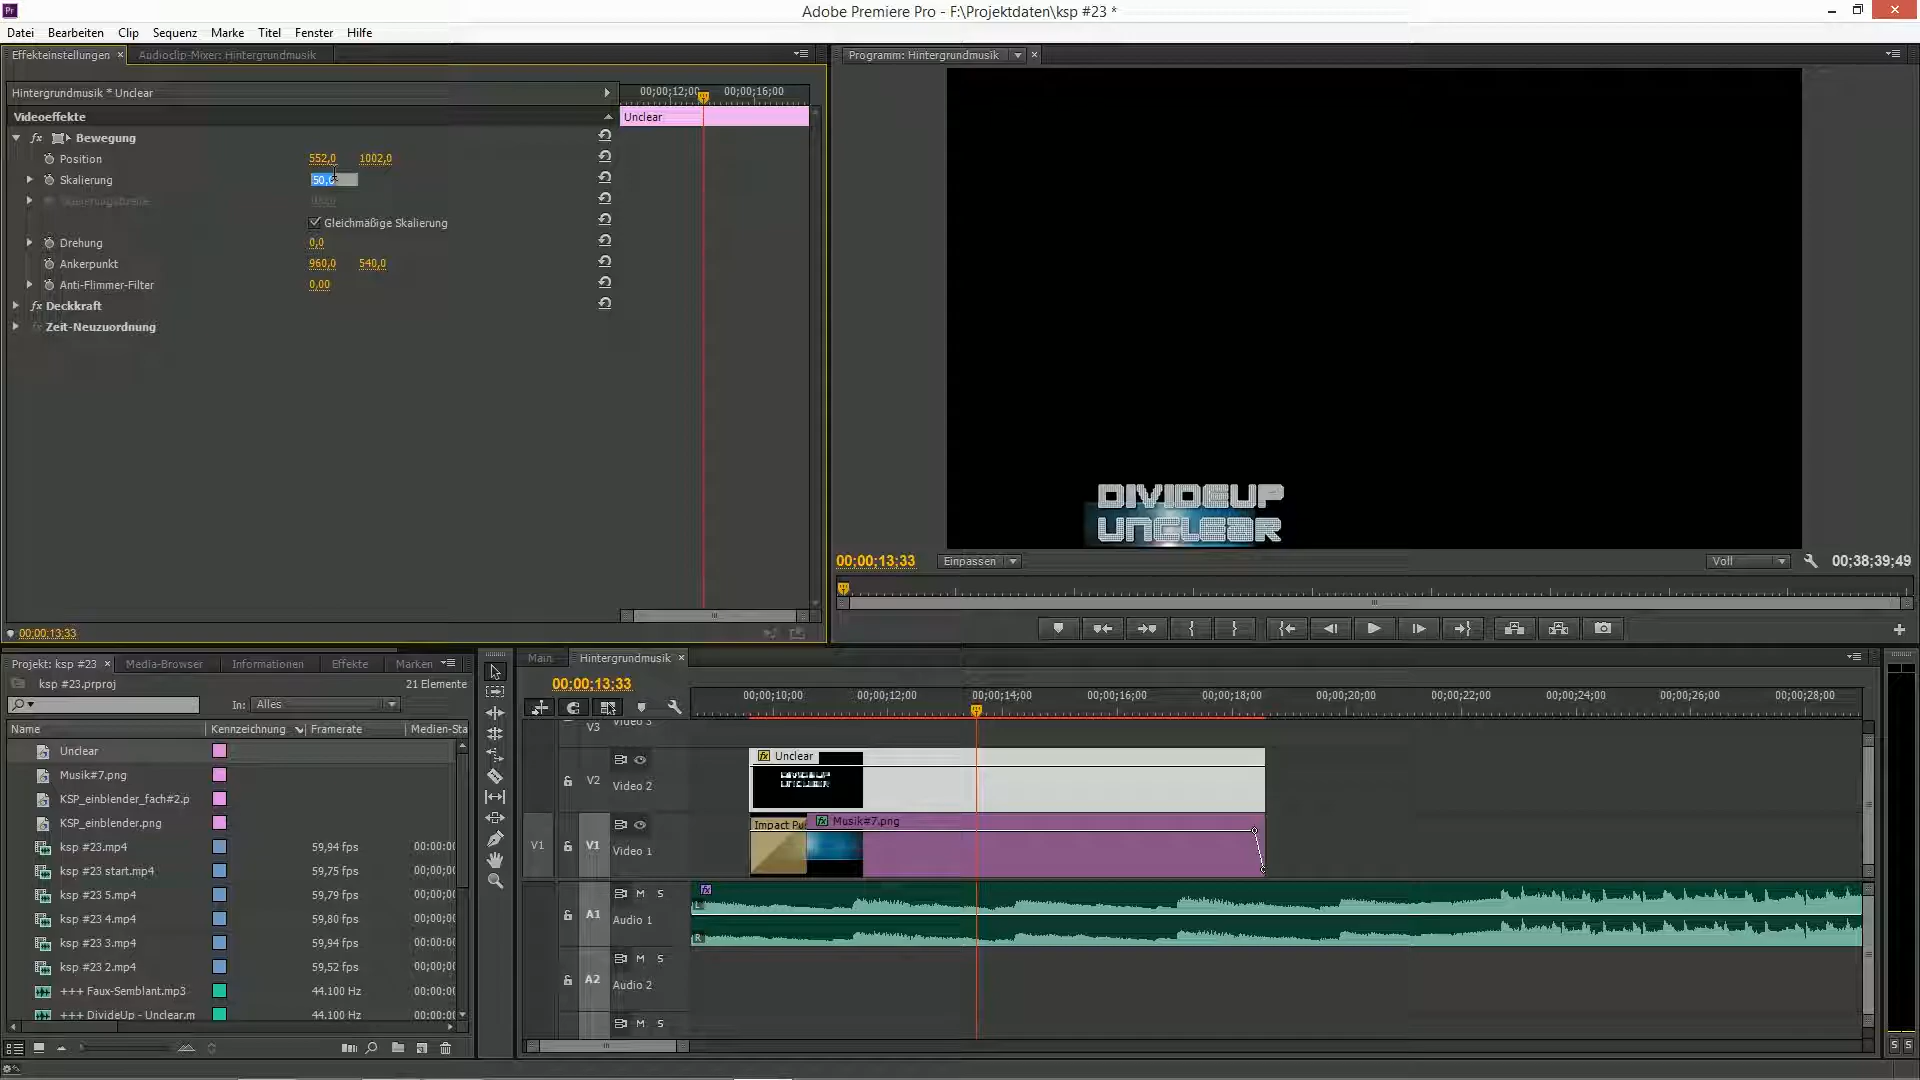 Adobe Premiere Pro - F:\Projektdaten\ksp #23 *
Datei Bearbeiten Clip Sequenz Marke Titel Fenster Hilfe
Effekteinstellungen Audioclip-Mixer: Hintergrundmusik
Hintergrundmusik * Unclear
00;00;12;00 00;00;16;00
Videoeffekte
Unclear
fx Bewegung
Position 552,0 1002,0
Skalierung 50,0
Skalierungsbreite 100,0
Gleichmäßige Skalierung
Drehung 0,0
Ankerpunkt 960,0 540,0
Anti-Flimmer-Filter 0,00
fx Deckkraft
fx Zeit-Neuzuordnung
00:00:13:33
Programm: Hintergrundmusik
DIVIDEUP
UNCLEAR
00;00;13;33 Einpassen Voll 00;38;39;49
Projekt: ksp #23 Media-Browser Informationen Effekte Marken
ksp #23.prproj 21 Elemente
In: Alles
Name Kennzeichnung Framerate Medien-Sta
Unclear
Musik#7.png
KSP_einblender_fach#2.p
KSP_einblender.png
ksp #23.mp4 59,94 fps 00:00:0
ksp #23 start.mp4 59,75 fps 00:00:0
ksp #23 5.mp4 59,79 fps 00:00:0
ksp #23 4.mp4 59,80 fps 00;00;0
ksp #23 3.mp4 59,94 fps 00:00:0
ksp #23 2.mp4 59,52 fps 00;00;0
+++ Faux-Semblant.mp3 44.100 Hz 00:00:0
+++ DivideUp - Unclear.m 44.100 Hz 00:00:0
Main Hintergrundmusik
00:00:13:33
00;00;10;00 00;00;12;00 00;00;14;00 00;00;16;00 00;00;18;00 00;00;20;00 00;00;22;00 00;00;24;00 00;00;26;00 00;00;28;00
V3 Video 3
V2 Video 2
fx Unclear
DIVIDEUP
UNCLEAR
V1 V1 Video 1
Impact Pu fx Musik#7.png
A1 M S Audio 1
fx
L
R
A2 M S Audio 2
M S
S S